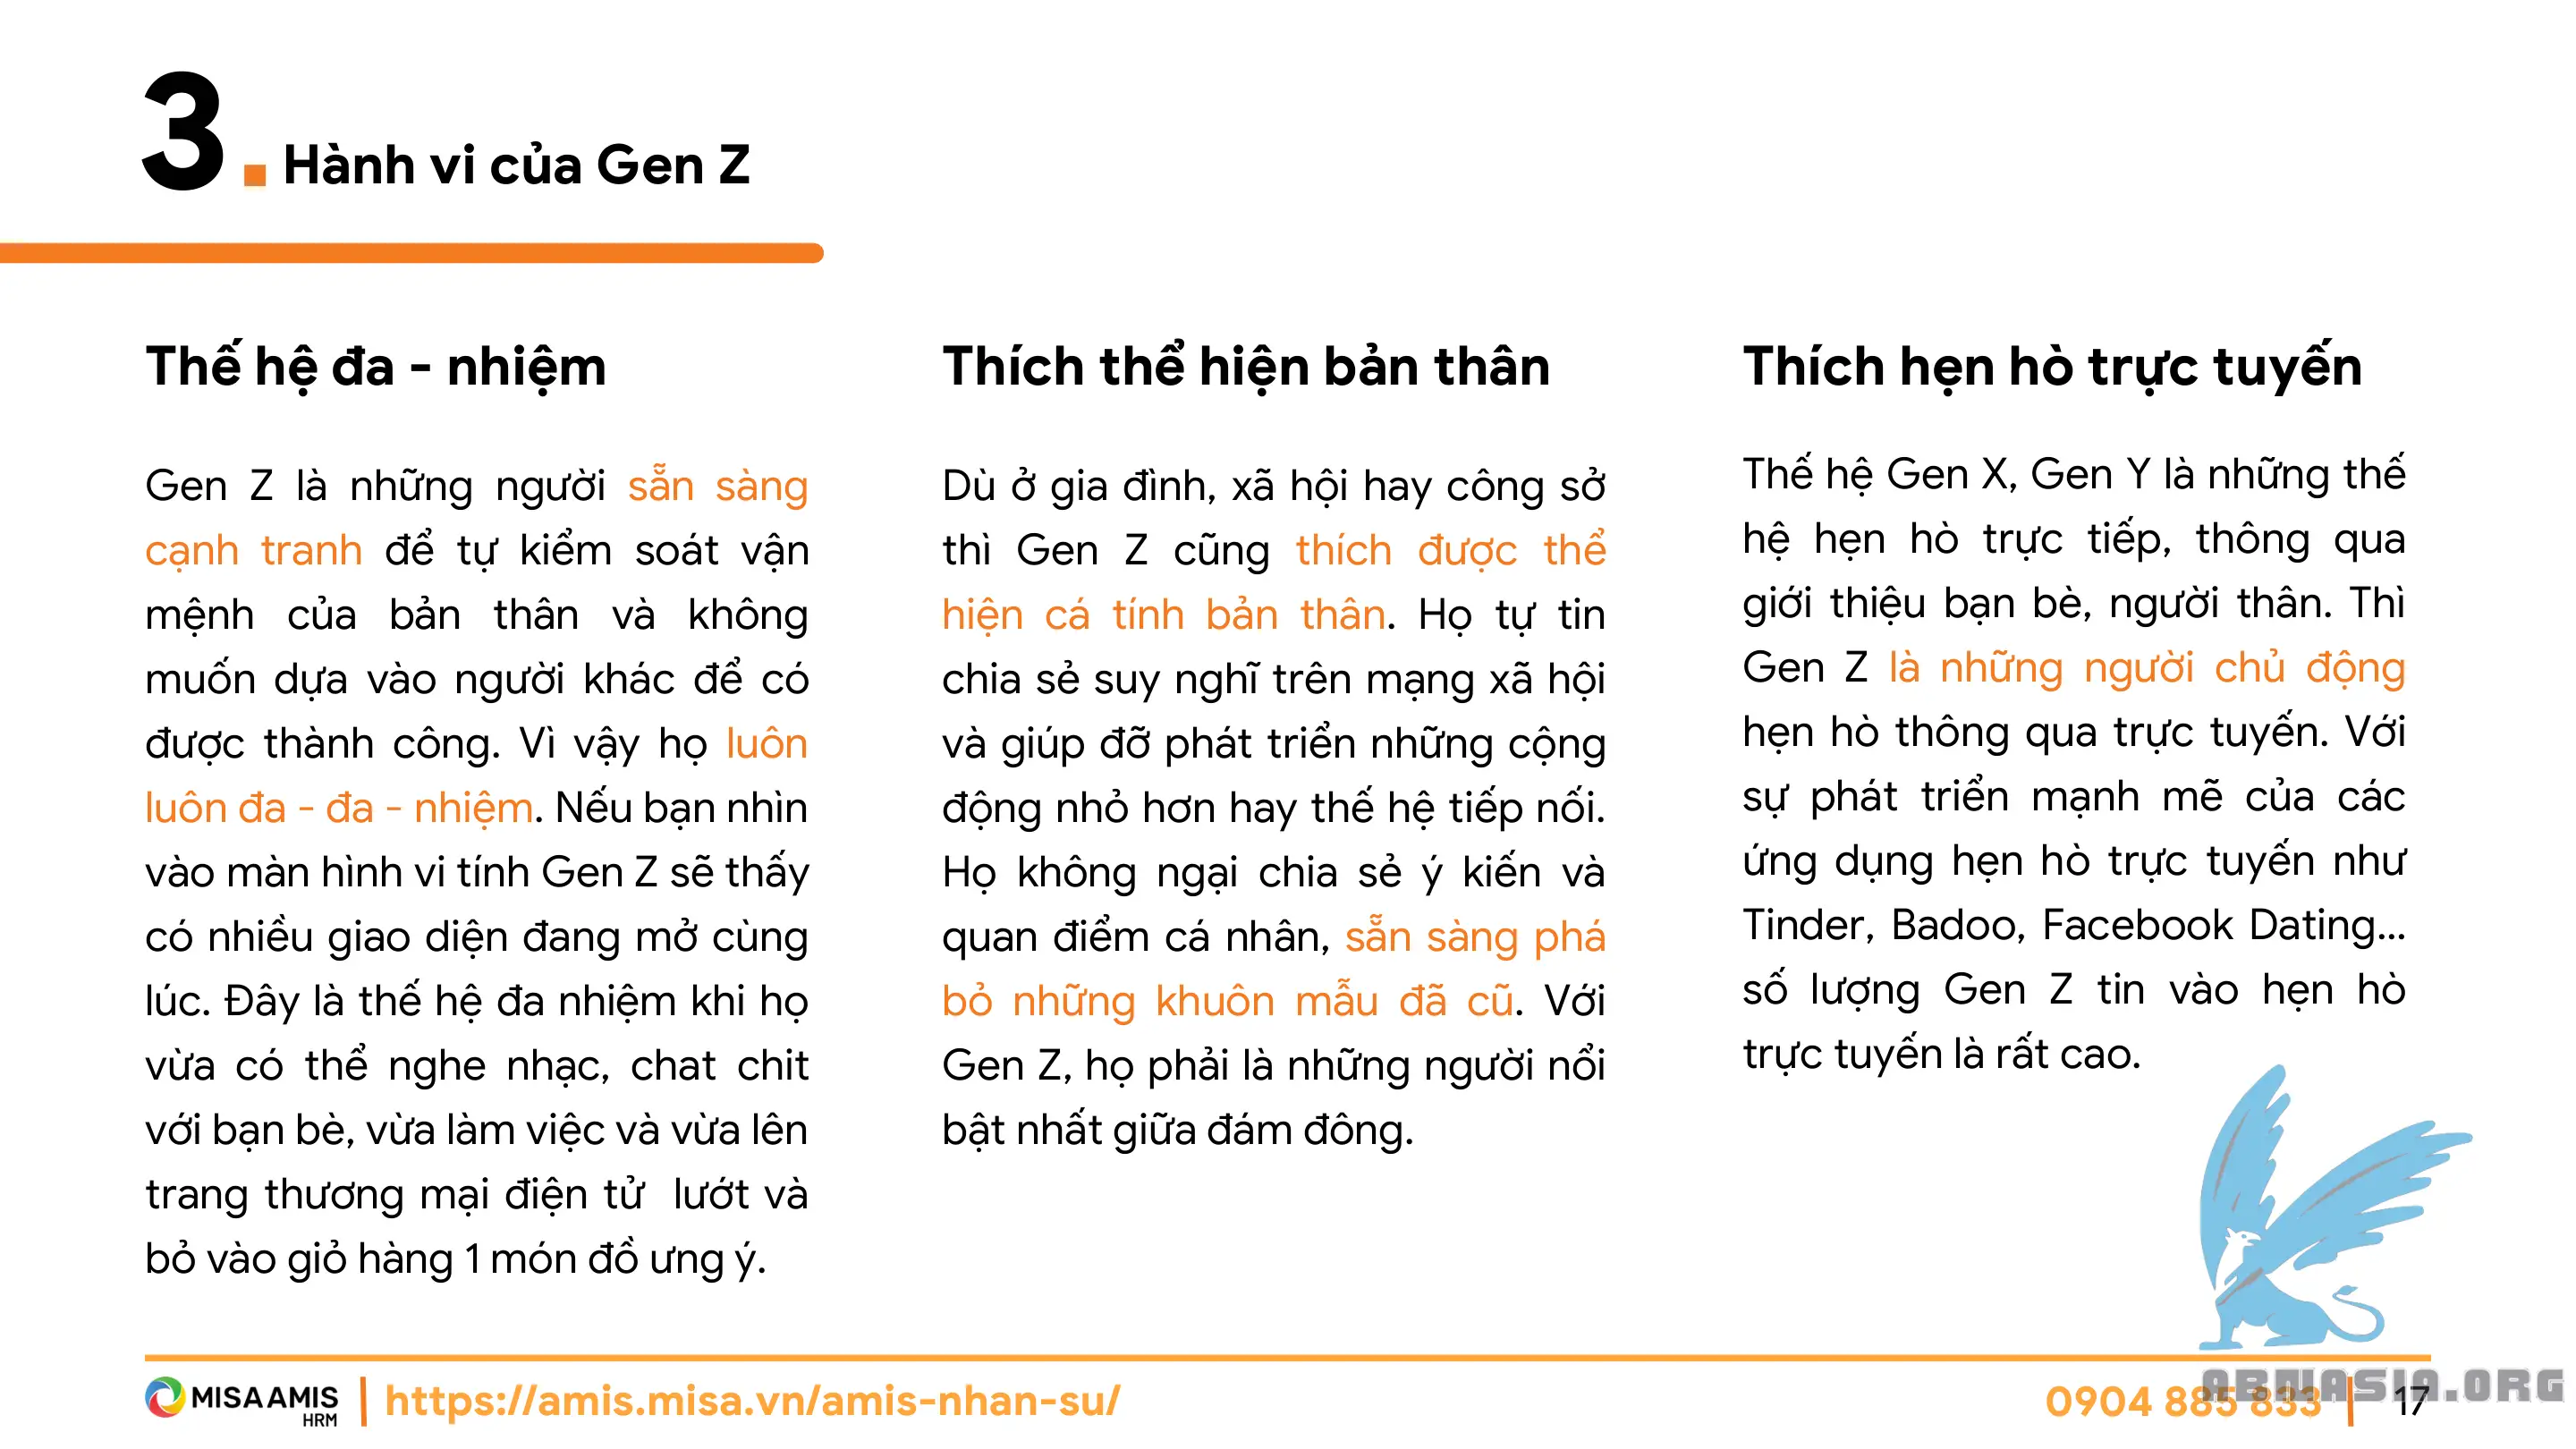 3. Hành vi của Gen Z
Thế hệ đa - nhiệm
Gen Z là những người sẵn sàng
cạnh tranh để tự kiểm soát vận
mệnh của bản thân và không
muốn dựa vào người khác để có
được thành công. Vì vậy họ luôn
luôn đa - đa - nhiệm. Nếu bạn nhìn
vào màn hình vi tính Gen Z sẽ thấy
có nhiều giao diện đang mở cùng
lúc. Đây là thế hệ đa nhiệm khi họ
vừa có thể nghe nhạc, chat chit
với bạn bè, vừa làm việc và vừa lên
trang thương mại điện tử lướt và
bỏ vào giỏ hàng 1 món đồ ưng ý.
Thích thể hiện bản thân
Dù ở gia đình, xã hội hay công sở
thì Gen Z cũng thích được thể
hiện cá tính bản thân. Họ tự tin
chia sẻ suy nghĩ trên mạng xã hội
và giúp đỡ phát triển những cộng
động nhỏ hơn hay thế hệ tiếp nối.
Họ không ngại chia sẻ ý kiến và
quan điểm cá nhân, sẵn sàng phá
bỏ những khuôn mẫu đã cũ. Với
Gen Z, họ phải là những người nổi
bật nhất giữa đám đông.
Thích hẹn hò trực tuyến
Thế hệ Gen X, Gen Y là những thế
hệ hẹn hò trực tiếp, thông qua
giới thiệu bạn bè, người thân. Thì
Gen Z là những người chủ động
hẹn hò thông qua trực tuyến. Với
sự phát triển mạnh mẽ của các
ứng dụng hẹn hò trực tuyến như
Tinder, Badoo, Facebook Dating...
số lượng Gen Z tin vào hẹn hò
trực tuyến là rất cao.
MISA AMIS
HRM
https://amis.misa.vn/amis-nhan-su/
0904 885 833
17
ABMASIA.ORG